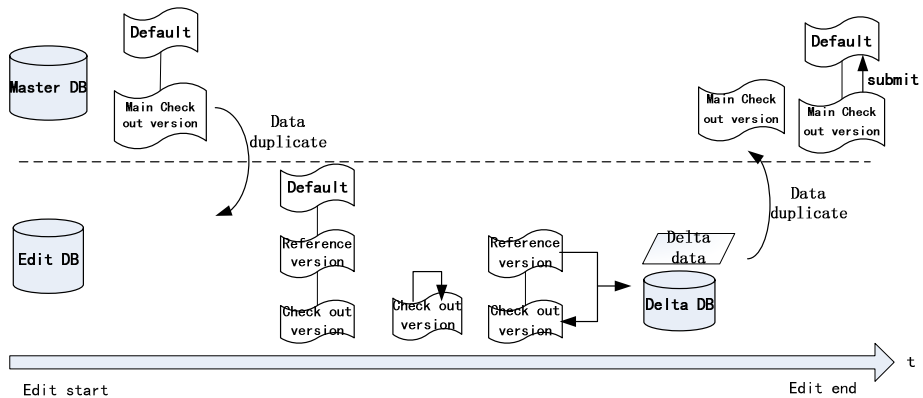 Default
Master DB
Main Check
out version
Data
duplicate
Default
Main Check
out version
submit
Main Check
out version
Default
Edit DB
Reference
version
Check out
version
Check out
version
Reference
version
Check out
version
Delta
data
Delta DB
Data
duplicate
t
Edit start
Edit end